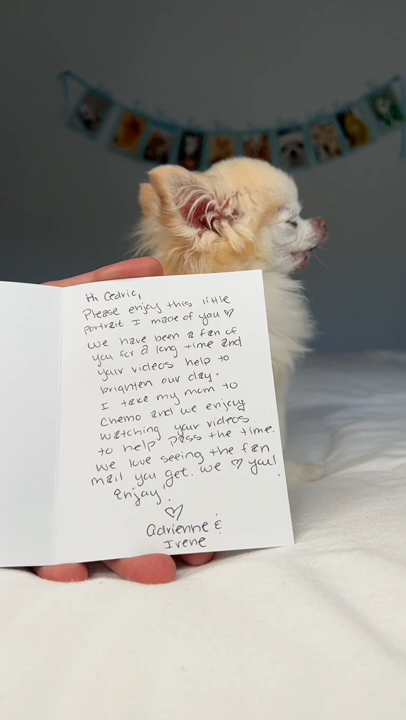 Hi Cedric,
Please enjoy this little
portrait I made of you ♡
We have been a fan of
you for a long time and
your videos help to
brighten our day.
I take my mom to
chemo and we enjoy
watching your videos
to help pass the time.
we love seeing the fan
mail you get. we ♡ you!
Enjoy!
♡
Adrienne &
Irene